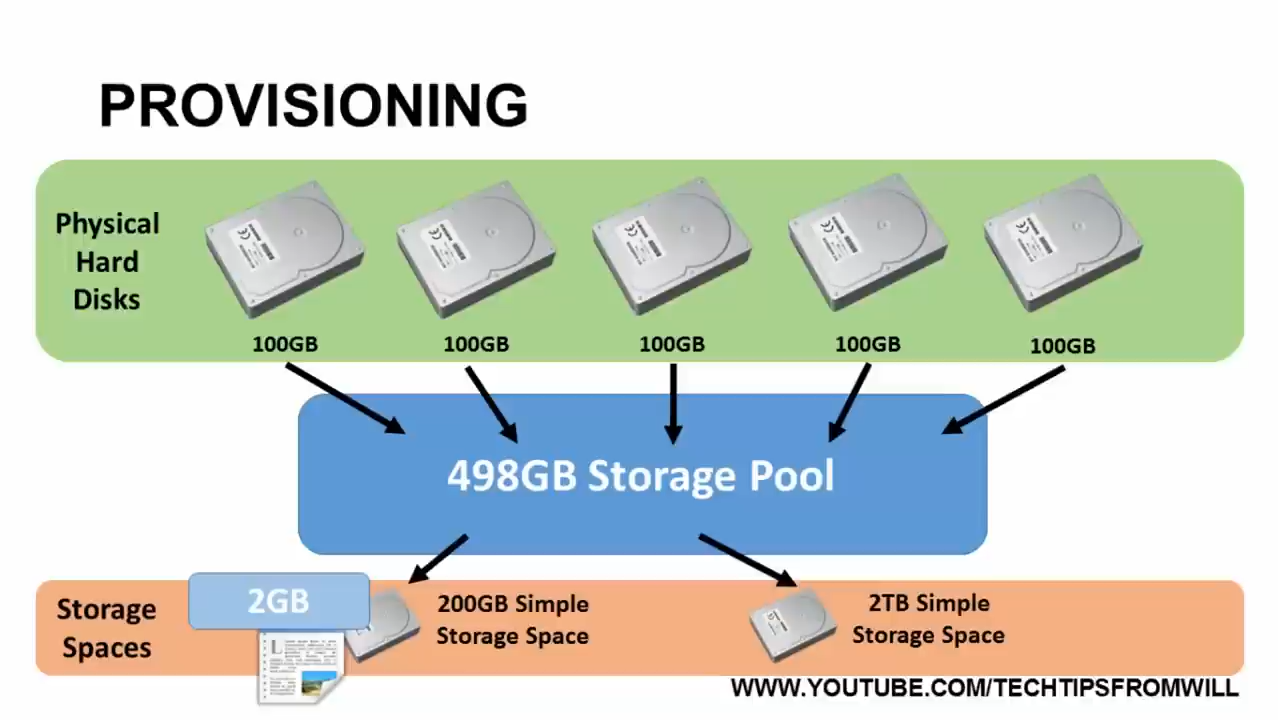 PROVISIONING
Physical
Hard
Disks
100GB
100GB
100GB
100GB
100GB
498GB Storage Pool
Storage
Spaces
2GB
200GB Simple
Storage Space
2TB Simple
Storage Space
WWW.YOUTUBE.COM/TECHTIPSFROMWILL